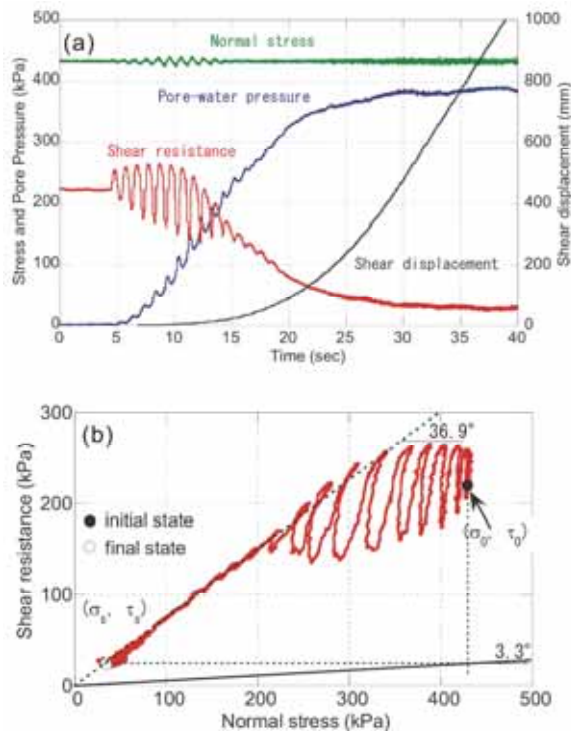 (a)
Normal stress
Pore-water pressure
Shear resistance
Shear displacement
Stress and Pore Pressure (kPa)
500
400
300
200
100
0
Shear displacement (mm)
1000
800
600
400
200
0
0 5 10 15 20 25 30 35 40
Time (sec)
(b)
36.9°
initial state
final state
(σ₀, τ₀)
(σₛ, τₛ)
3.3°
Shear resistance (kPa)
300
200
100
0
0 100 200 300 400 500
Normal stress (kPa)